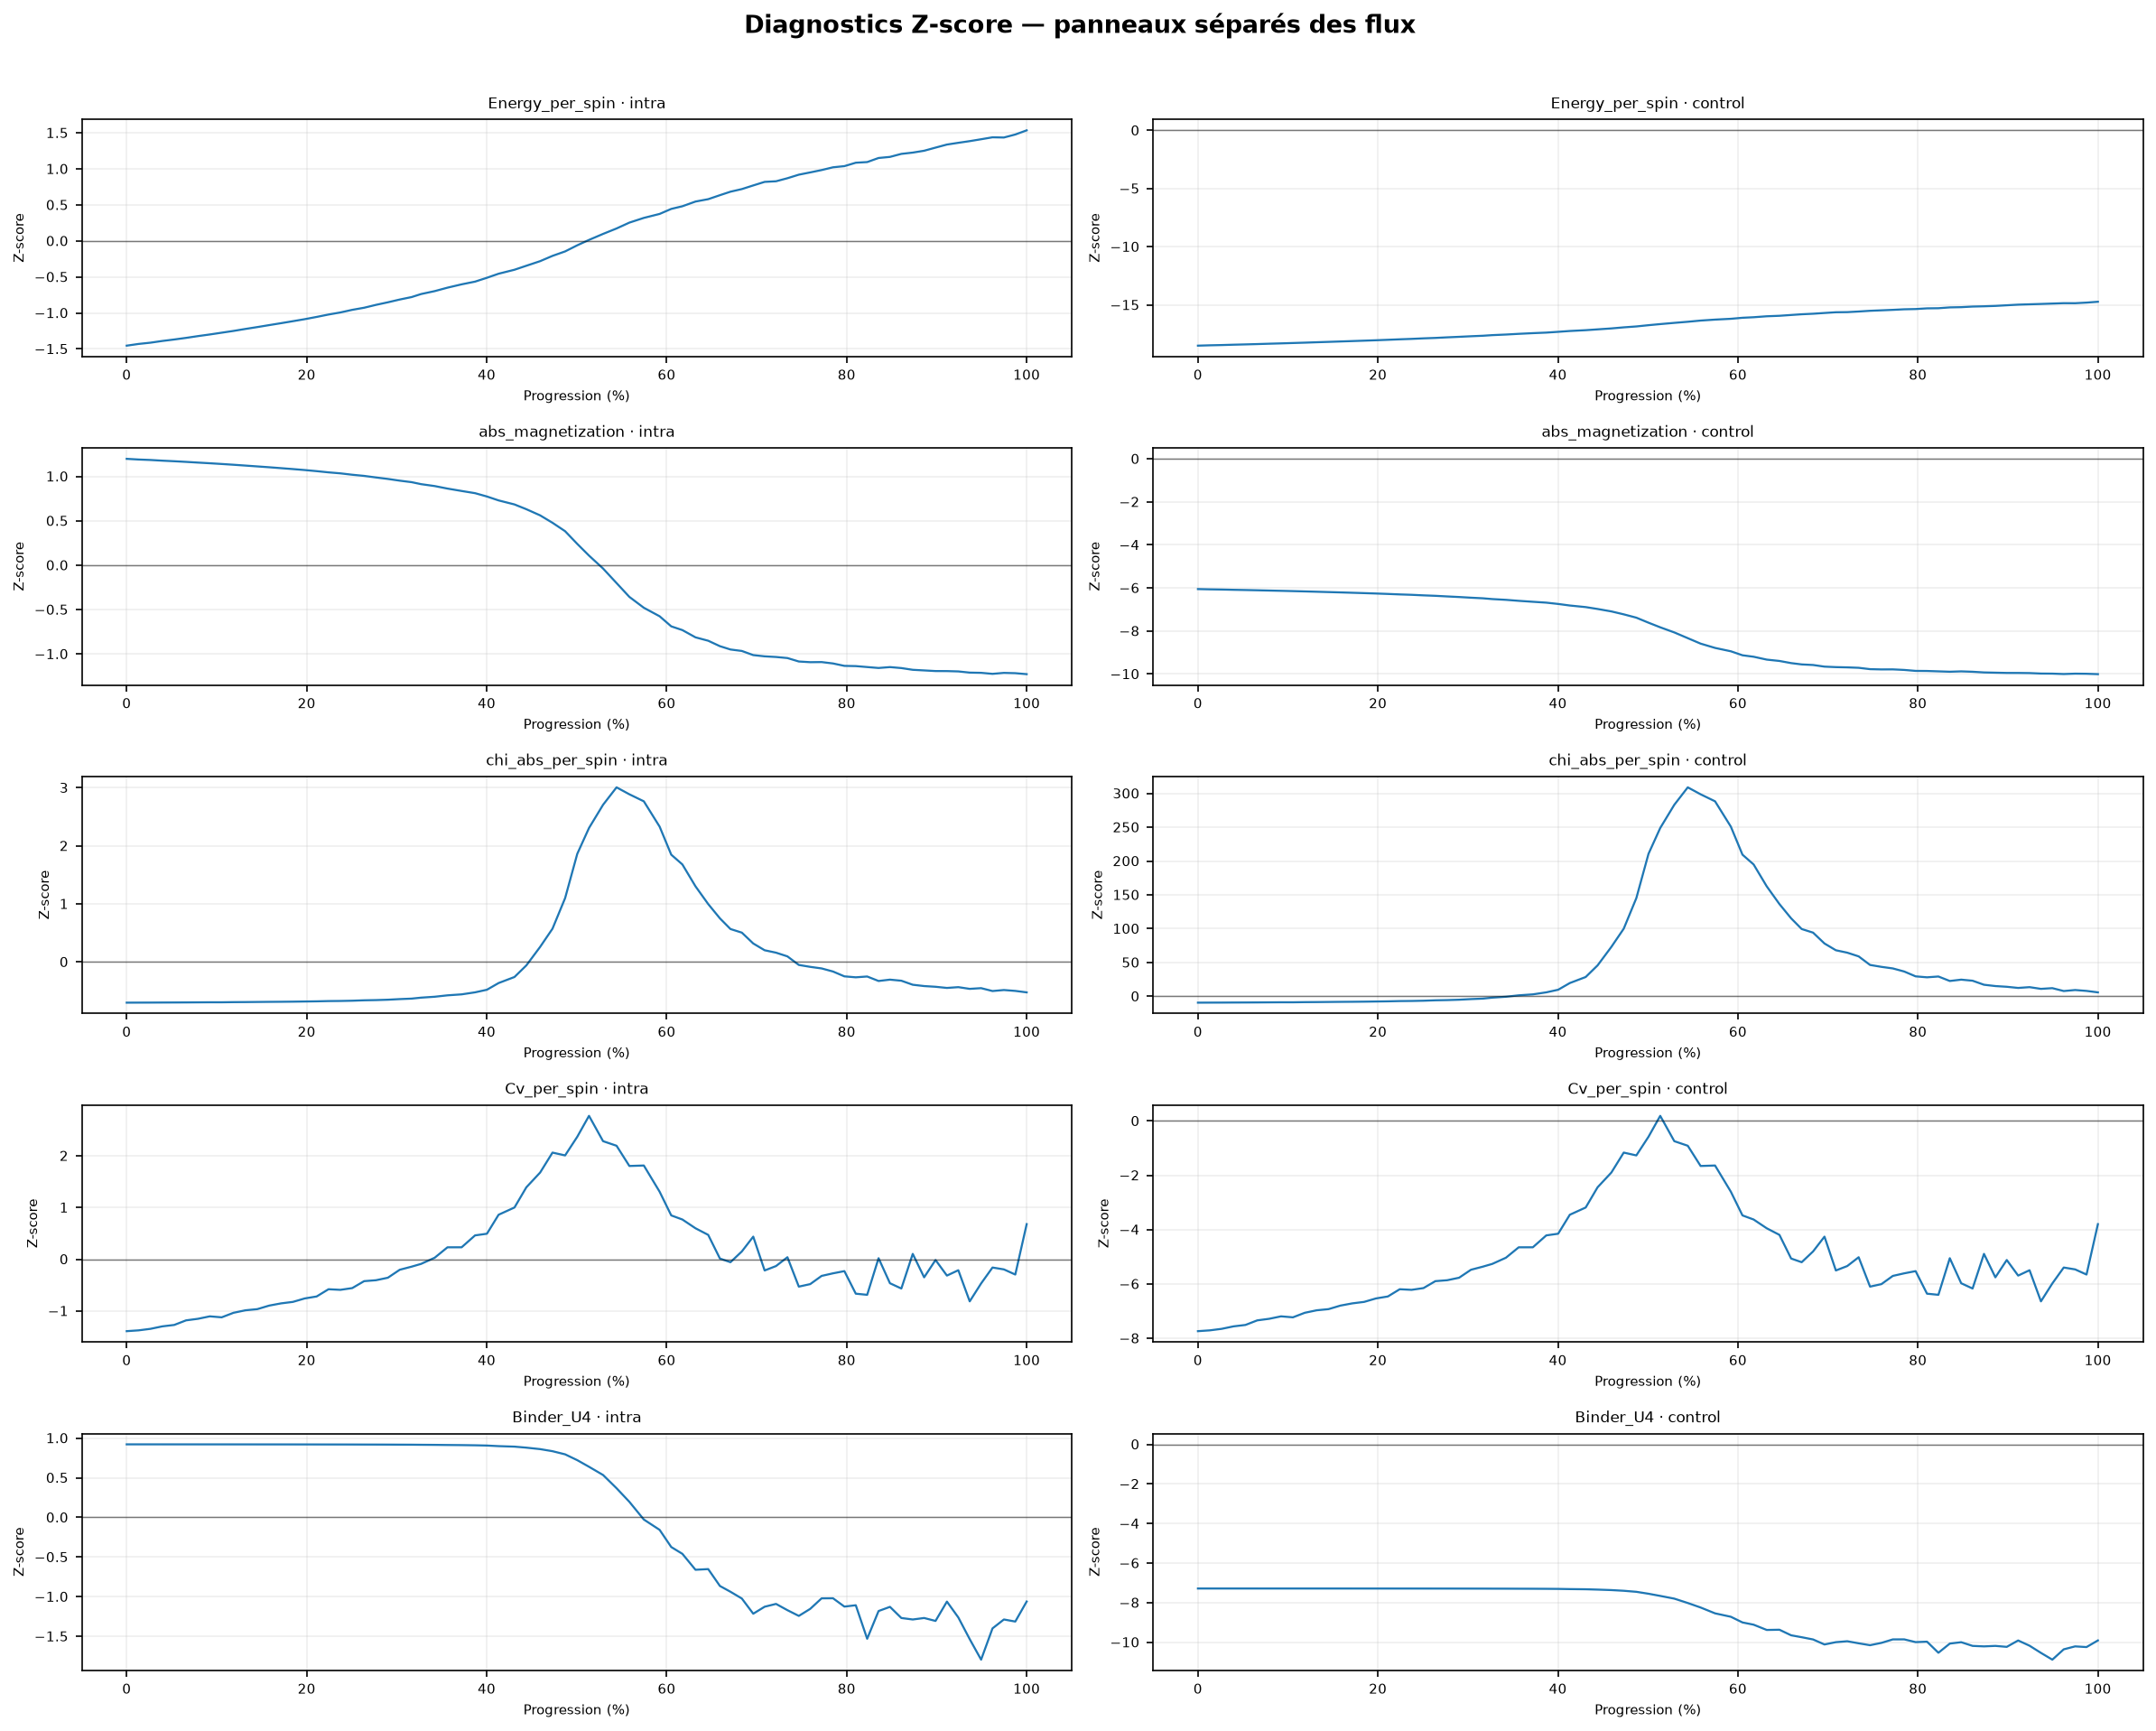 Diagnostics Z-score — panneaux séparés des flux
Energy_per_spin · intra
Z-score
1.5
1.0
0.5
0.0
−0.5
−1.0
−1.5
0 20 40 60 80 100
Progression (%)
Energy_per_spin · control
Z-score
0
−5
−10
−15
0 20 40 60 80 100
Progression (%)
abs_magnetization · intra
Z-score
1.0
0.5
0.0
−0.5
−1.0
0 20 40 60 80 100
Progression (%)
abs_magnetization · control
Z-score
0
−2
−4
−6
−8
−10
0 20 40 60 80 100
Progression (%)
chi_abs_per_spin · intra
Z-score
3
2
1
0
0 20 40 60 80 100
Progression (%)
chi_abs_per_spin · control
Z-score
300
250
200
150
100
50
0
0 20 40 60 80 100
Progression (%)
Cv_per_spin · intra
Z-score
2
1
0
−1
0 20 40 60 80 100
Progression (%)
Cv_per_spin · control
Z-score
0
−2
−4
−6
−8
0 20 40 60 80 100
Progression (%)
Binder_U4 · intra
Z-score
1.0
0.5
0.0
−0.5
−1.0
−1.5
0 20 40 60 80 100
Progression (%)
Binder_U4 · control
Z-score
0
−2
−4
−6
−8
−10
0 20 40 60 80 100
Progression (%)